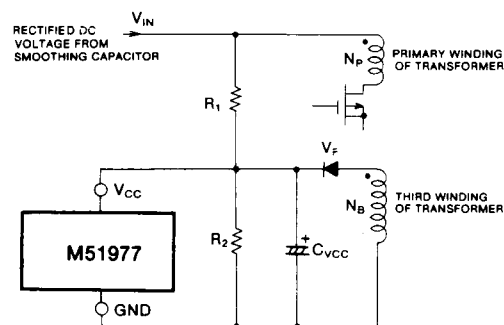 RECTIFIED DC
VOLTAGE FROM
SMOOTHING CAPACITOR
VIN
NP
PRIMARY WINDING
OF TRANSFORMER
R1
VF
VCC
M51977
GND
R2
+
CVCC
NB
THIRD WINDING
OF TRANSFORMER